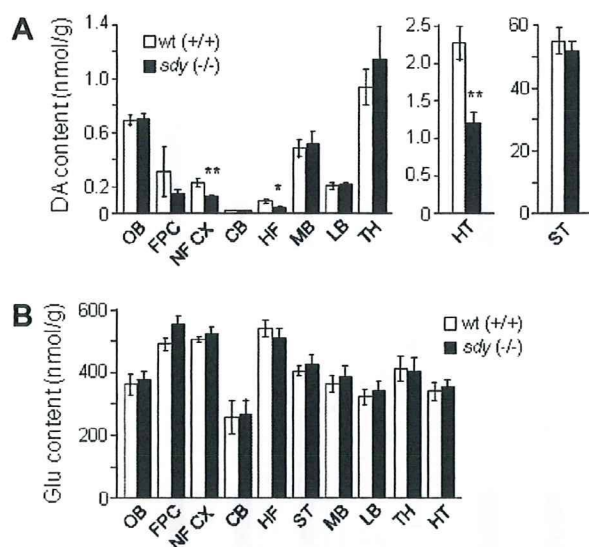 A
DA content (nmol/g)
1.4
1.0
0.6
0.2
0
wt (+/+)
sdy (-/-)
**
*
OB
FPC
NF CX
CB
HF
MB
LB
TH
2.5
2.0
1.5
1.0
0.5
0
**
HT
60
40
20
0
ST
B
Glu content (nmol/g)
600
400
200
0
wt (+/+)
sdy (-/-)
OB
FPC
NF CX
CB
HF
ST
MB
LB
TH
HT